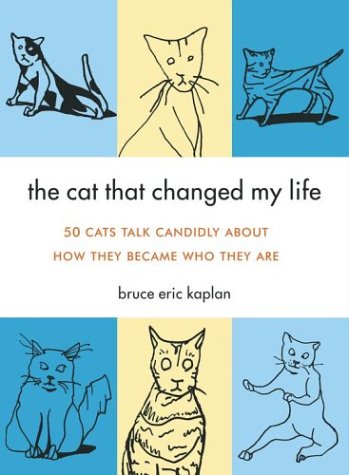 the cat that changed my life
50 CATS TALK CANDIDLY ABOUT
HOW THEY BECAME WHO THEY ARE
bruce eric kaplan